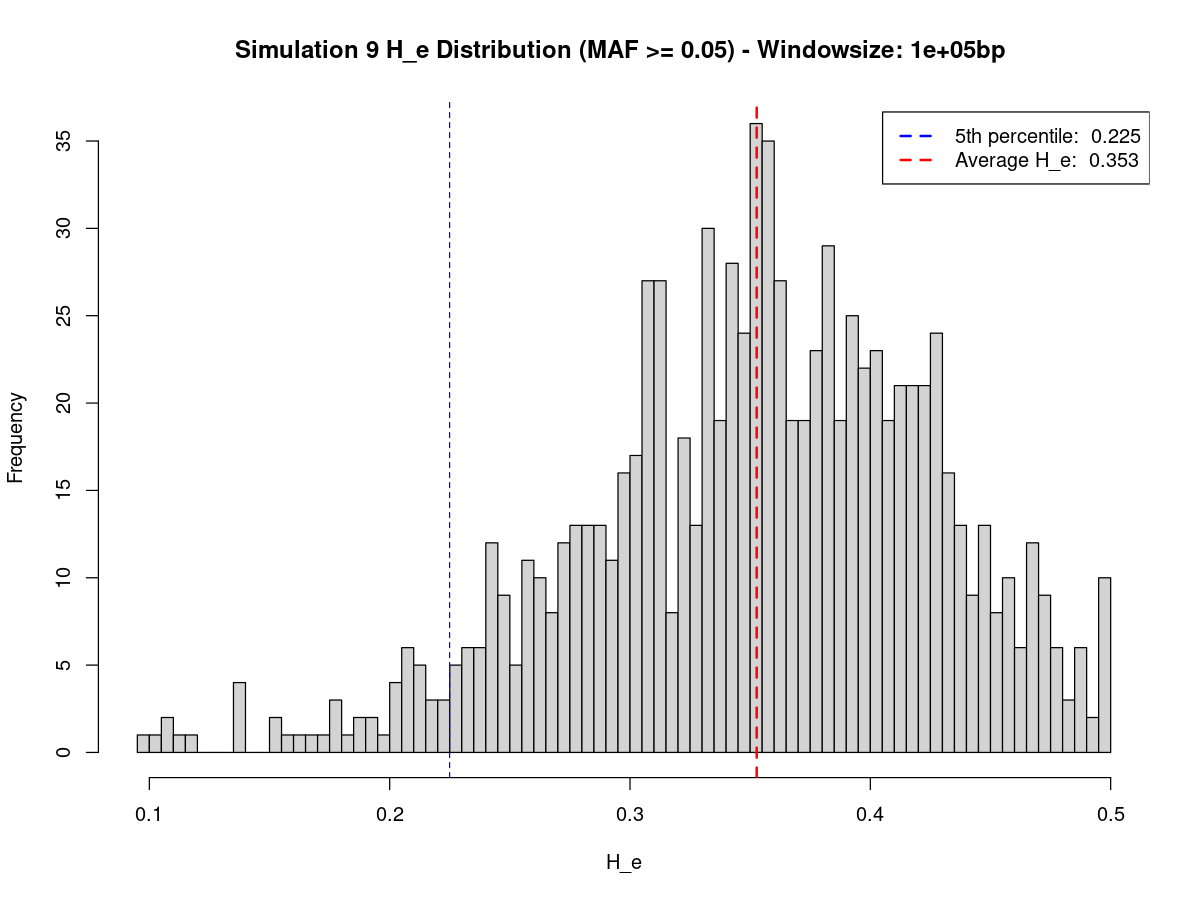 Simulation 9 H_e Distribution (MAF >= 0.05) - Windowsize: 1e+05bp
5th percentile:  0.225
Average H_e:  0.353
Frequency
35
30
25
20
15
10
5
0
0.1 0.2 0.3 0.4 0.5
H_e